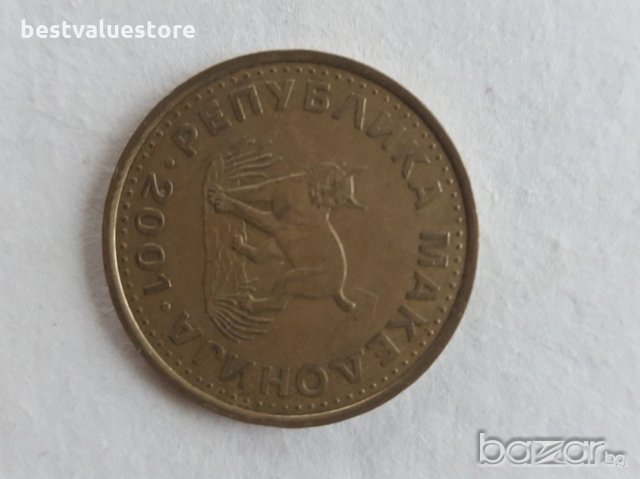 bestvaluestore
РЕПУБЛИКА МАКЕДОНИЈА
• 2001 •
bazar.bg